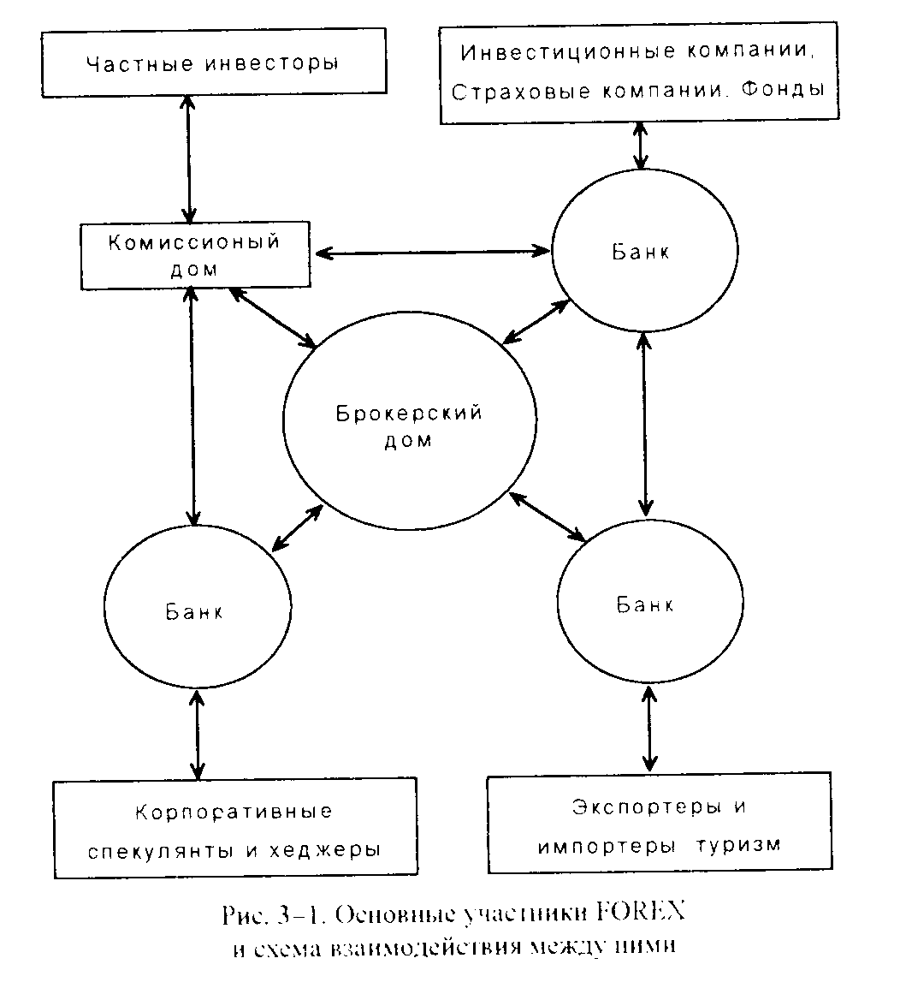 Частные инвесторы
Инвестиционные компании,
Страховые компании. Фонды
Комиссионый
дом
Банк
Брокерский
дом
Банк
Банк
Корпоративные
спекулянты и хеджеры
Экспортеры и
импортеры туризм
Рис. 3–1. Основные участники FOREX
и схема взаимодействия между ними